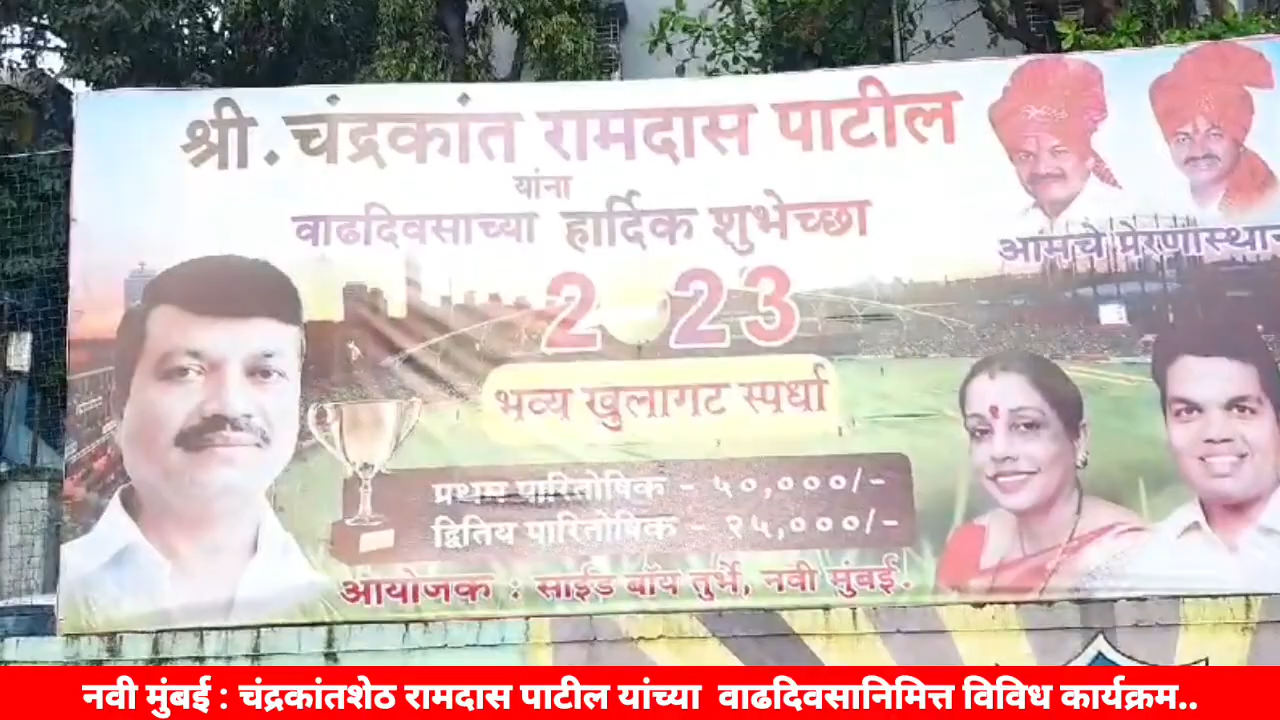 श्री. चंद्रकांत रामदास पाटील
यांना
वाढदिवसाच्या हार्दिक शुभेच्छा
आमचे प्रेरणास्थान
2023
भव्य खुलागट स्पर्धा
प्रथम पारितोषिक - ५०,०००/-
द्वितिय पारितोषिक - २५,०००/-
आयोजक : साईड बॉय तुर्भे, नवी मुंबई.
नवी मुंबई : चंद्रकांतशेठ रामदास पाटील यांच्या वाढदिवसानिमित्त विविध कार्यक्रम..